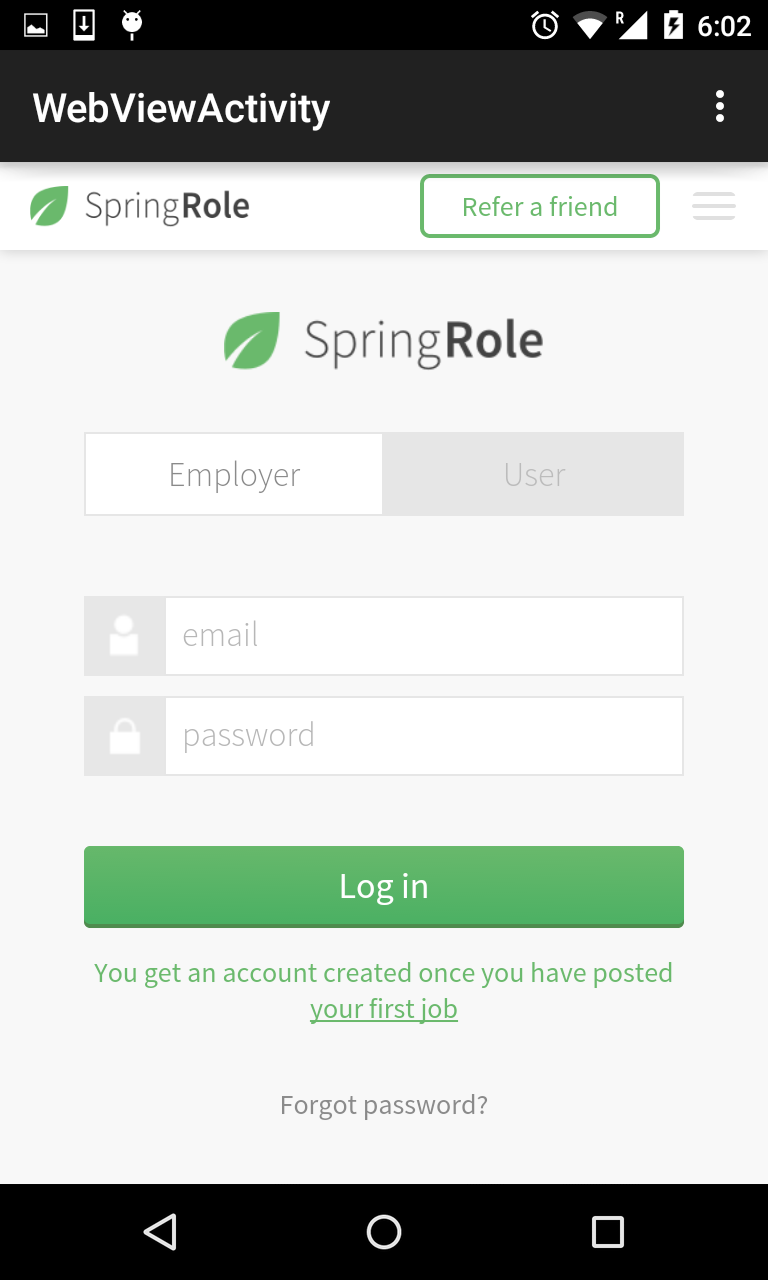 R 6:02
WebViewActivity
SpringRole Refer a friend
SpringRole
Employer User
email
password
Log in
You get an account created once you have posted
your first job
Forgot password?